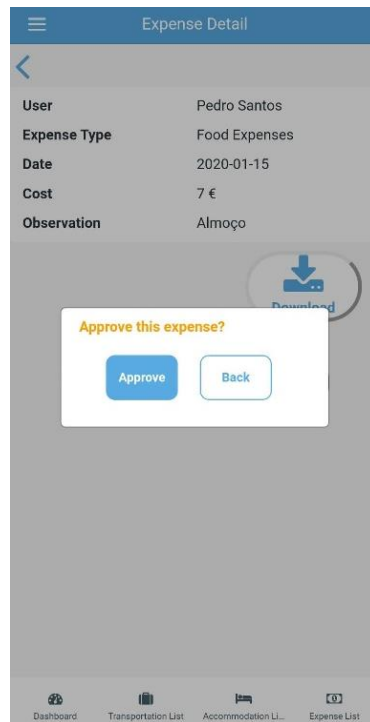 Expense Detail
User Pedro Santos
Expense Type Food Expenses
Date 2020-01-15
Cost 7 €
Observation Almoço
Download
Approve this expense?
Approve Back
Dashboard Transportation List Accommodation Li... Expense List